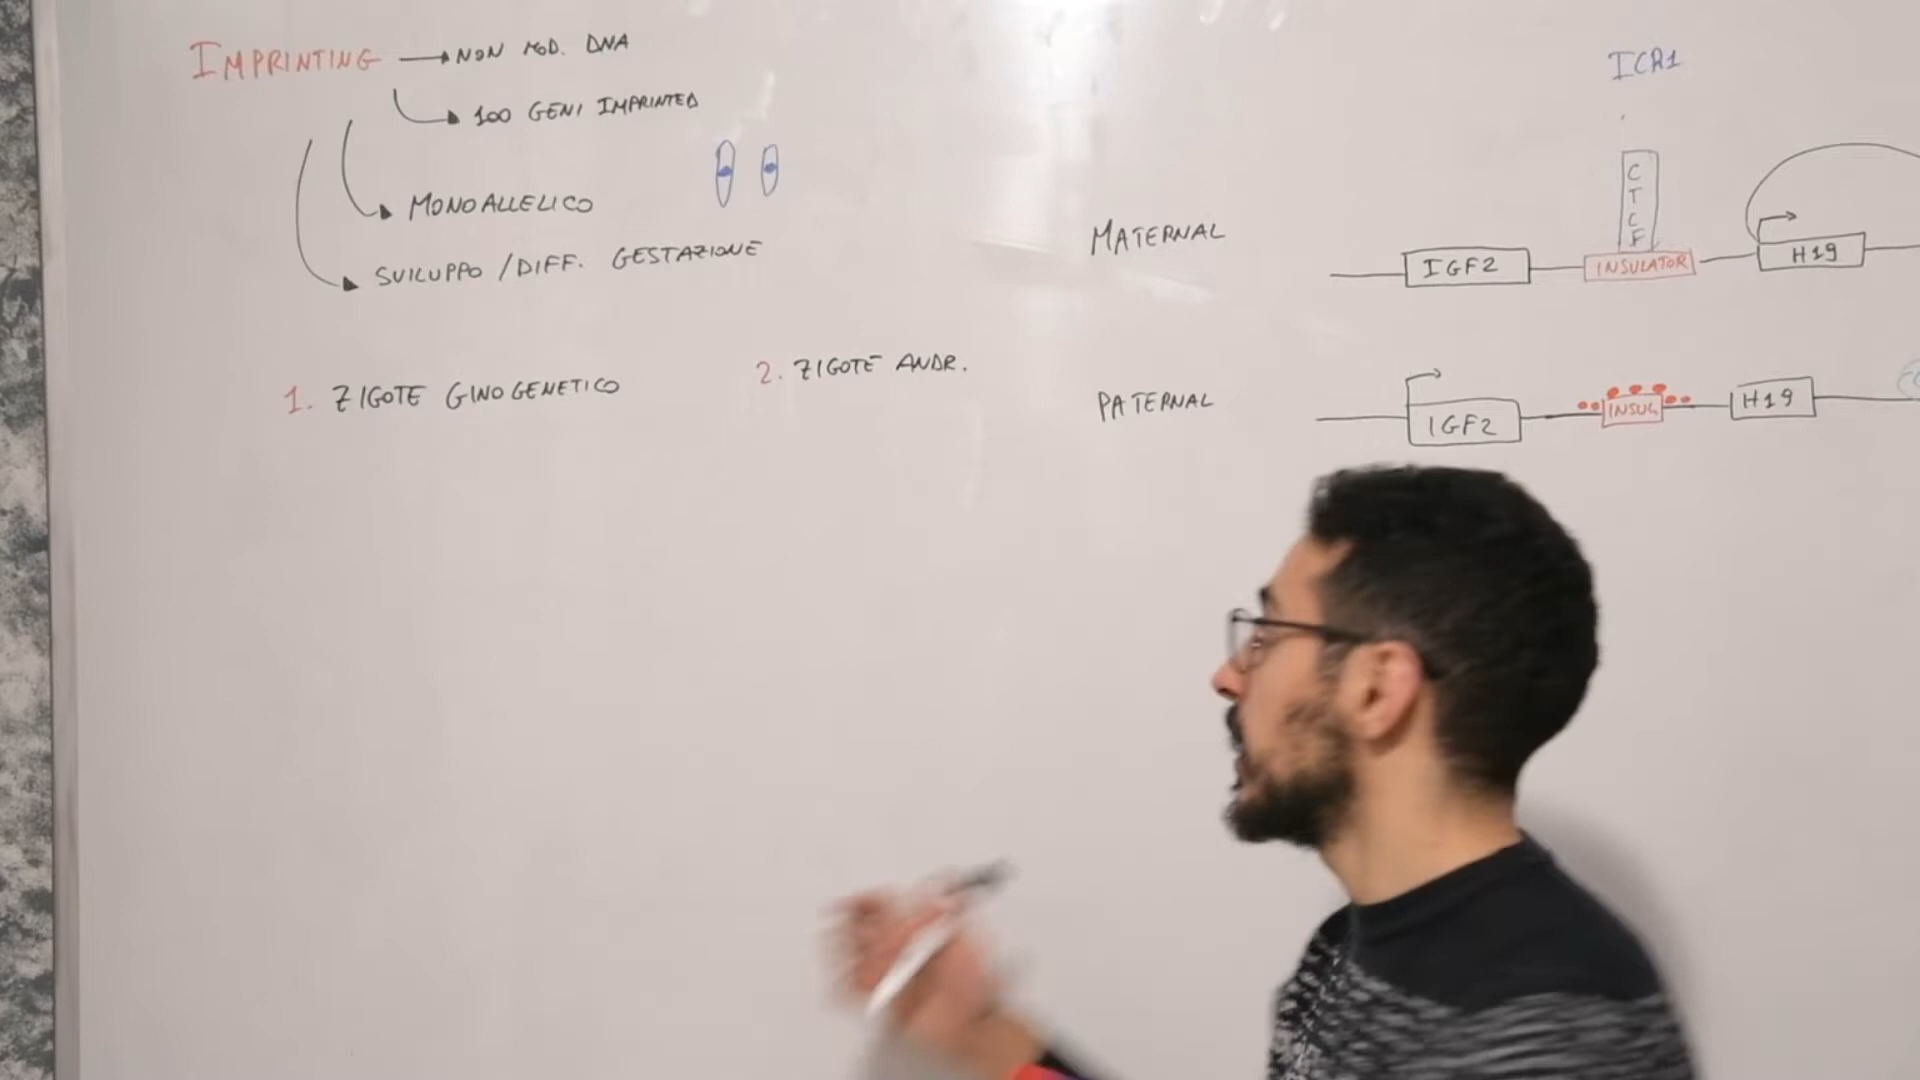 IMPRINTING → NON MOD. DNA
100 GENI IMPRINTED
MONOALLELICO
SVILUPPO / DIFF. GESTAZIONE
1. ZIGOTE GINOGENETICO
2. ZIGOTE ANDR.
ICR1
MATERNAL
IGF2
CTCF
INSULATOR
H19
PATERNAL
IGF2
INSUL
H19